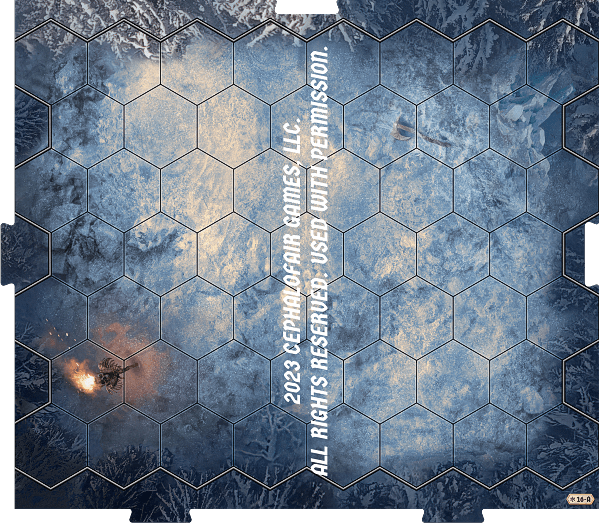 2023 CEPHALOFAIR GAMES, LLC.
ALL RIGHTS RESERVED. USED WITH PERMISSION.
16-A